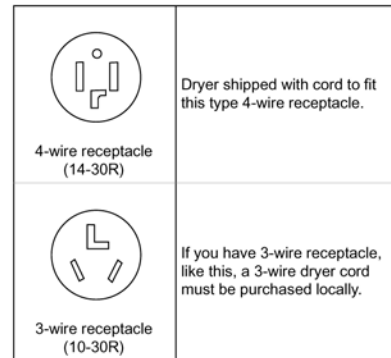 4-wire receptacle
(14-30R)
Dryer shipped with cord to fit
this type 4-wire receptacle.
3-wire receptacle
(10-30R)
If you have 3-wire receptacle,
like this, a 3-wire dryer cord
must be purchased locally.